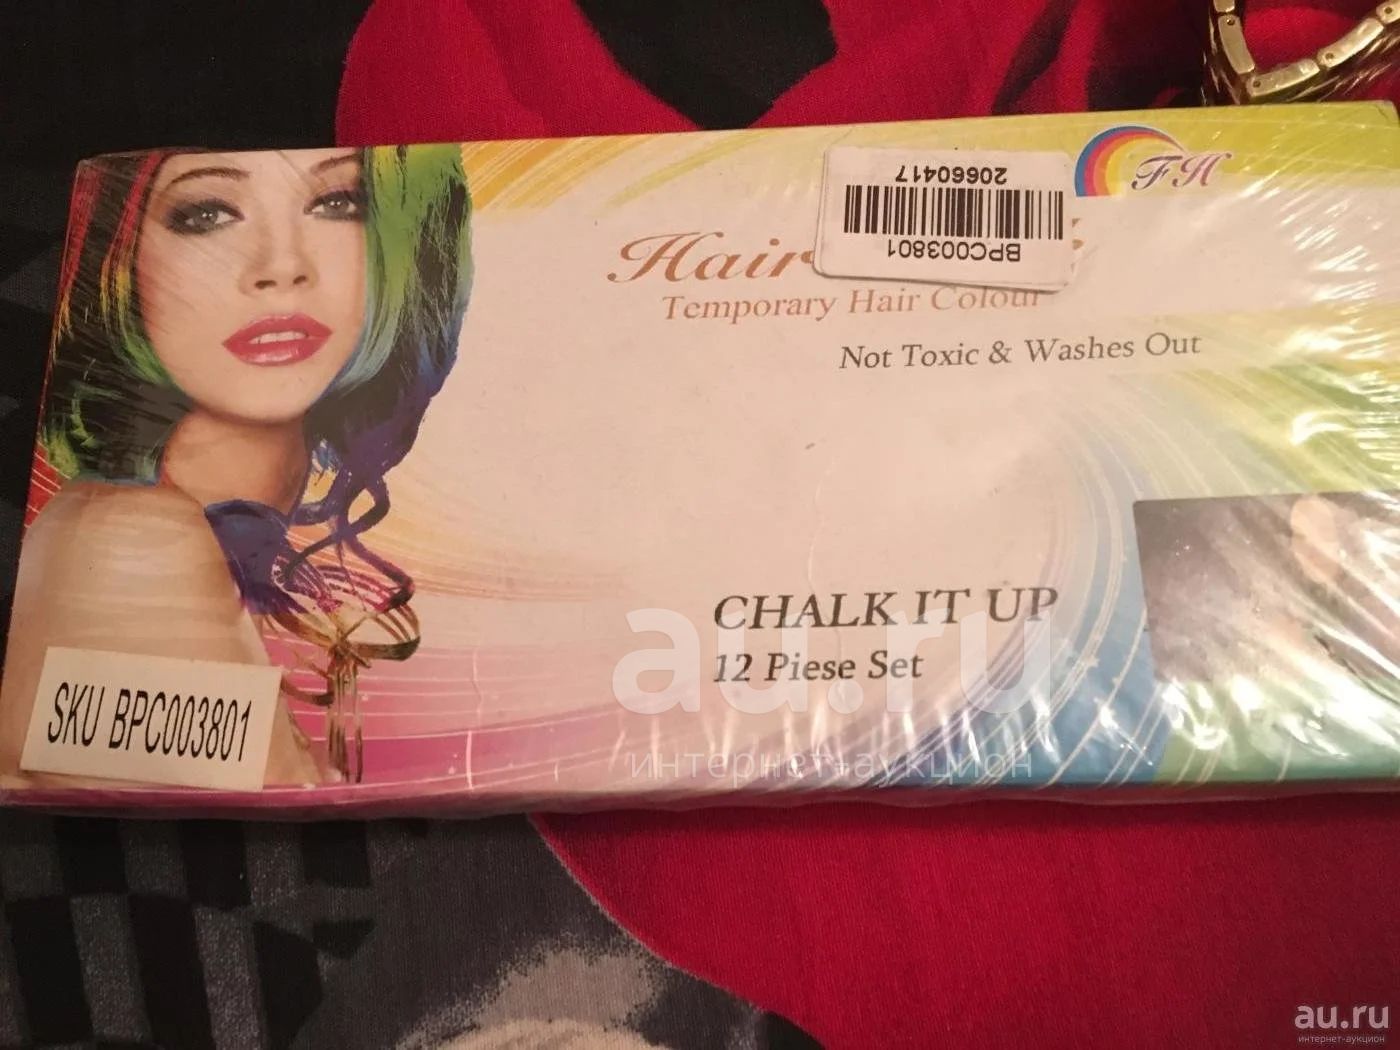 20660417
BPC003801
FH
Hair
Temporary Hair Colour
Not Toxic & Washes Out
CHALK IT UP
12 Piese Set
SKU BPC003801
au.ru
интернет-аукцион
au.ru
интернет-аукцион